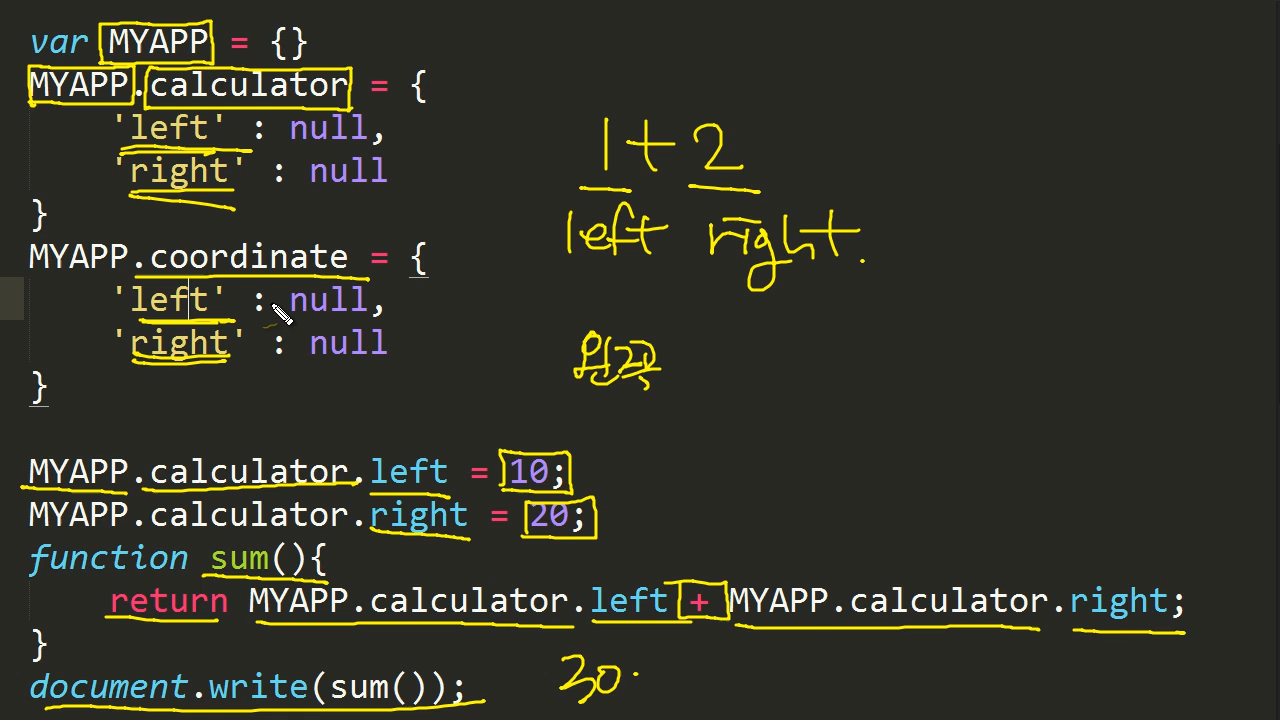 var MYAPP = {}
MYAPP.calculator = {
'left' : null,
'right' : null
}
MYAPP.coordinate = {
'left' : null,
'right' : null
}
1+2
left right.
MYAPP.calculator.left = 10;
MYAPP.calculator.right = 20;
function sum(){
return MYAPP.calculator.left + MYAPP.calculator.right;
}
document.write(sum());
30.